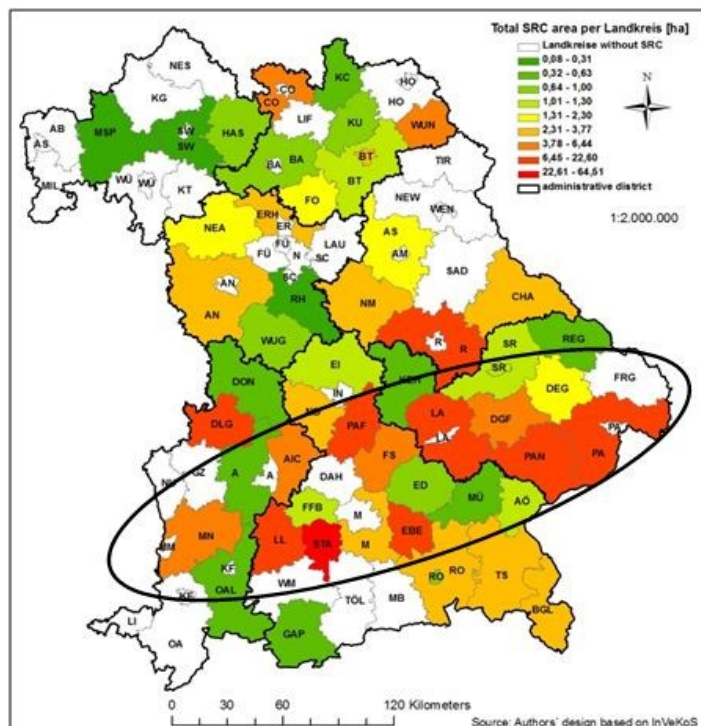 Total SRC area per Landkreis [ha]
Landkreise without SRC
0,08 - 0,31
0,32 - 0,63
0,64 - 1,00
1,01 - 1,30
1,31 - 2,30
2,31 - 3,77
3,78 - 6,44
6,45 - 22,60
22,61 - 64,51
administrative district
N
1:2.000.000
NES
KC
HO
CO
CO
HO
KG
LIF
KU
WUN
AB
MSP
SW
SW
HAS
AS
BA
BA
BT
BT
TIR
MIL
WÜ
WÜ
KT
FO
NEW
WEN
ERH
ER
NEA
LAU
AS
FÜ
FÜ
N
SC
AM
SAD
SC
AN
AN
RH
NM
CHA
WUG
R
R
SR
REG
EI
SR
DON
IN
FRG
DEG
DLG
PAF
LA
DGF
PA
LA
PAN
PA
AIC
FS
A
A
DAH
ED
MÜ
AÖ
FFB
M
MN
LL
STA
M
EBE
KF
OAL
WM
RO
RO
TS
TÖL
MB
BGL
LI
OA
GAP
0 30 60 120 Kilometers
Source: Authors' design based on InVeKoS